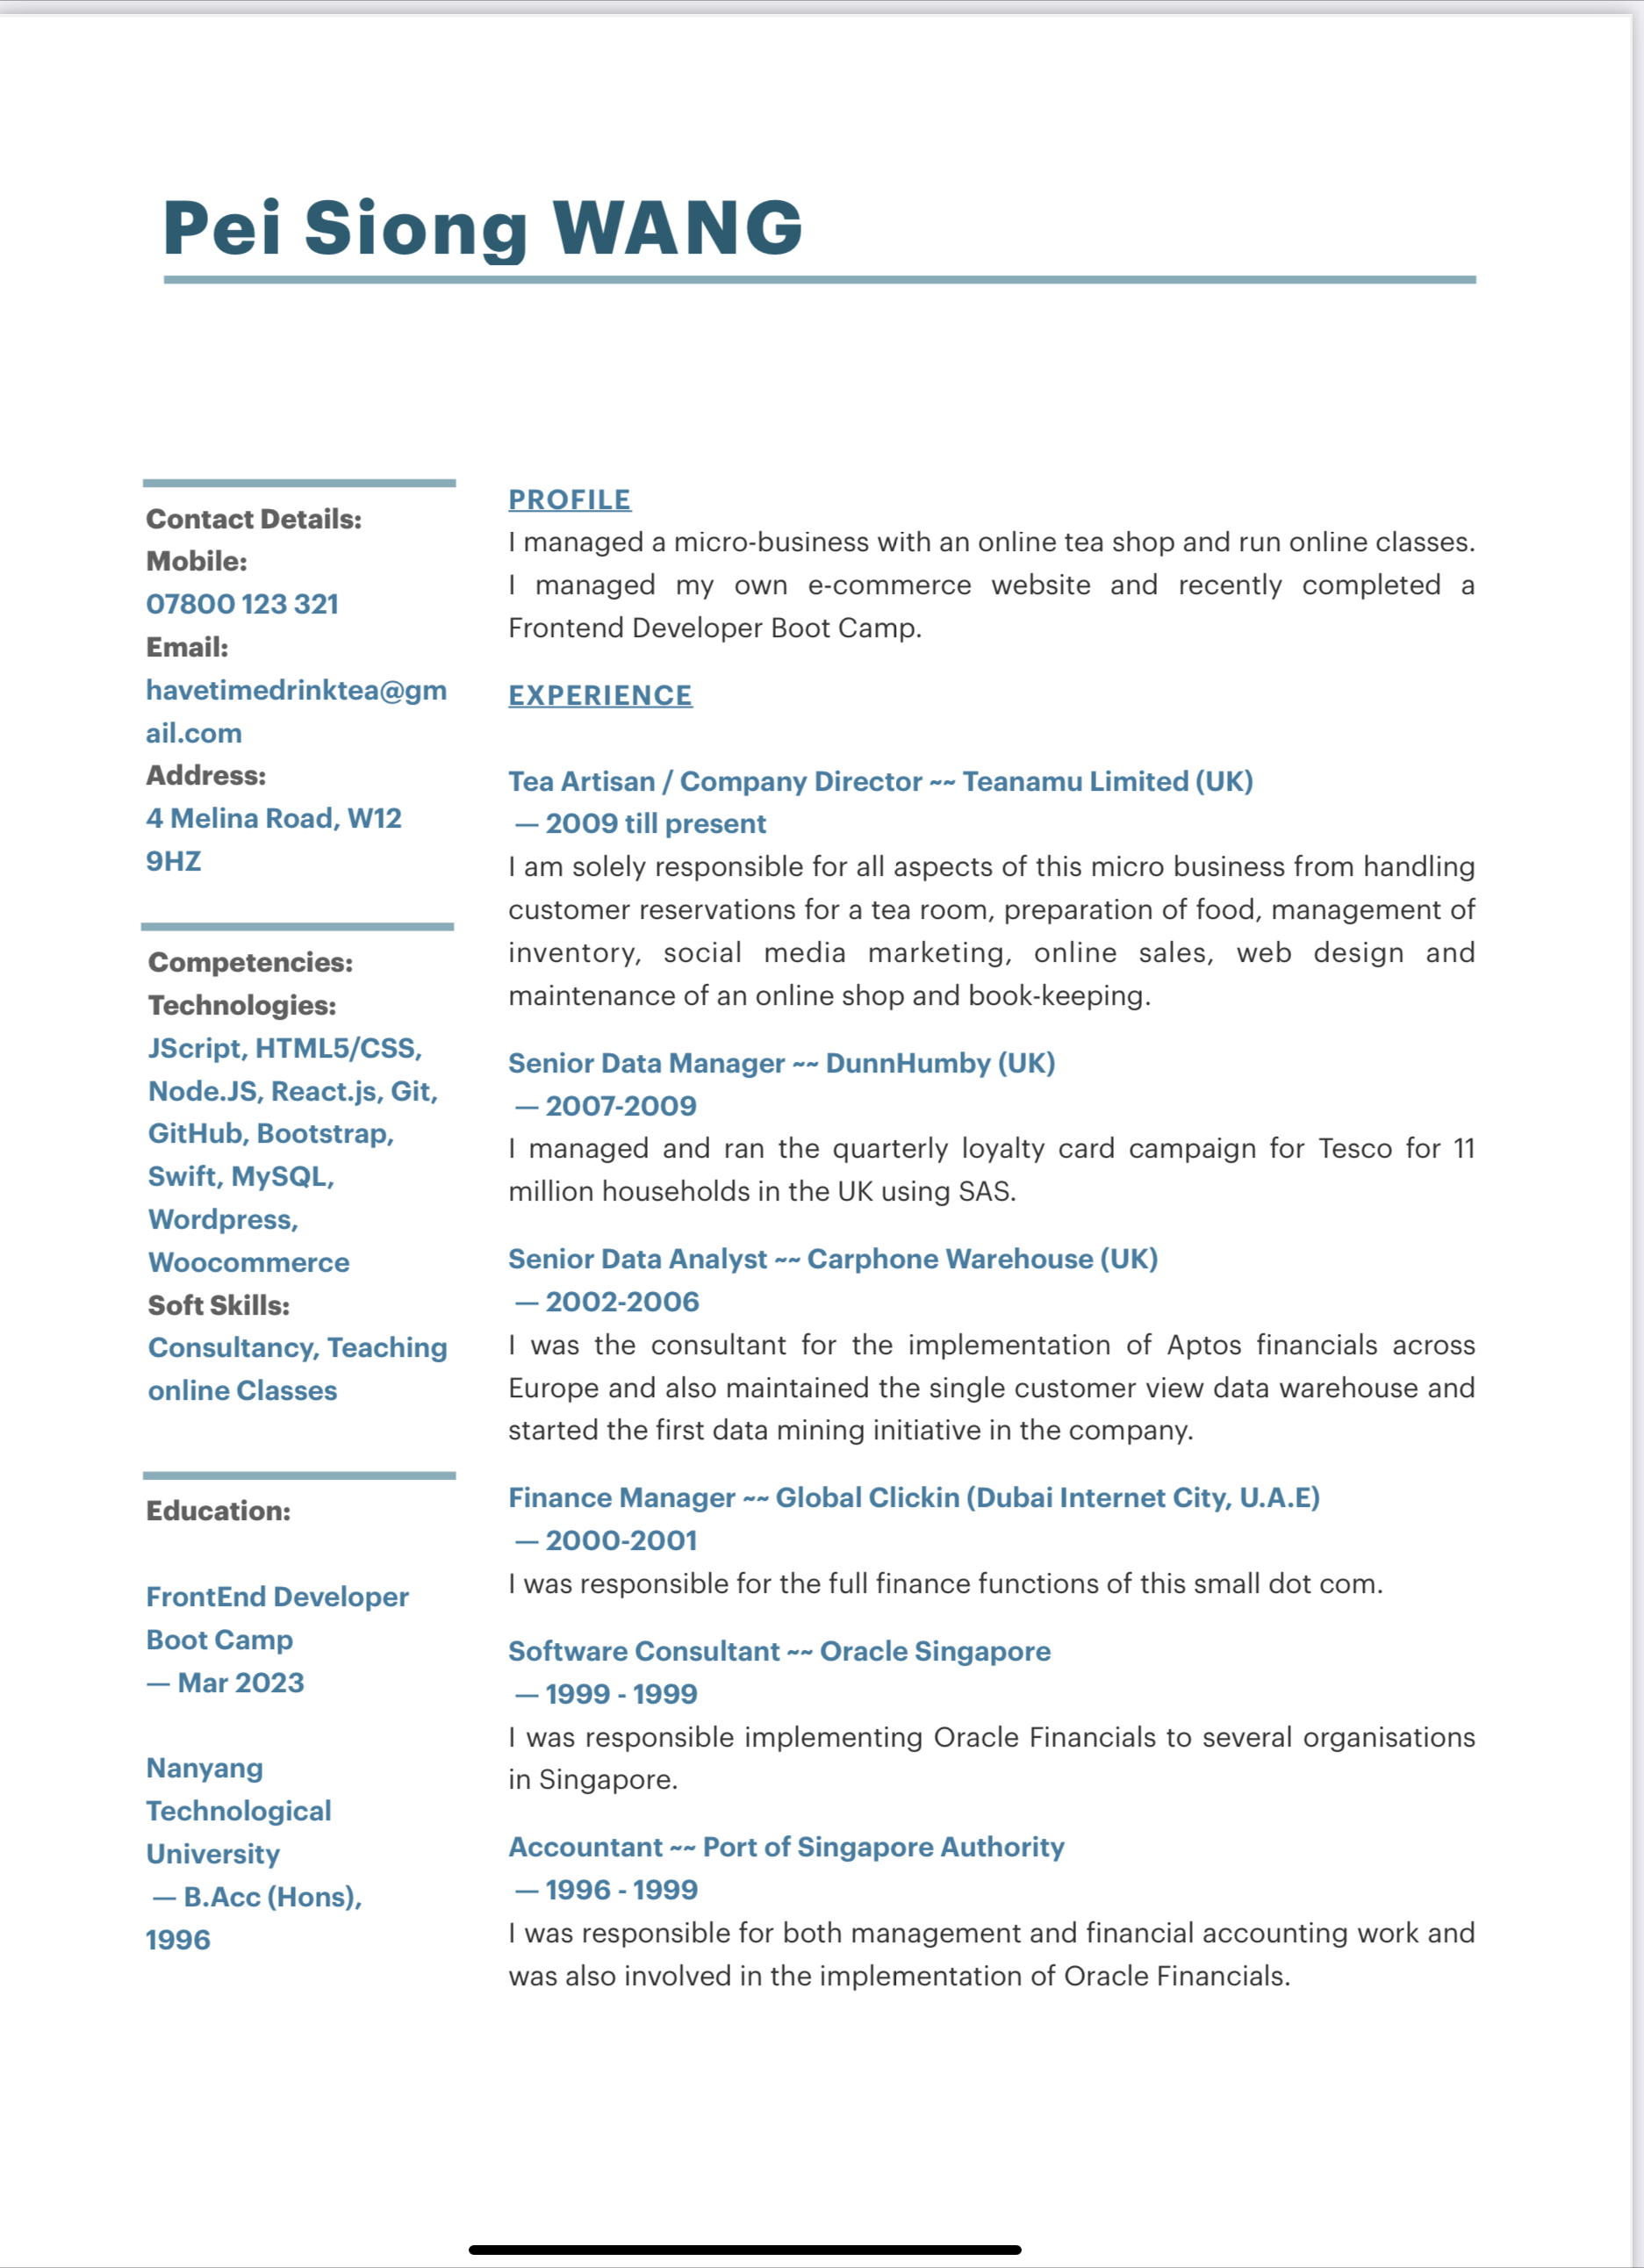 Pei Siong WANG
Contact Details:
Mobile:
07800 123 321
Email:
havetimedrinktea@gm
ail.com
Address:
4 Melina Road, W12
9HZ
Competencies:
Technologies:
JScript, HTML5/CSS,
Node.JS, React.js, Git,
GitHub, Bootstrap,
Swift, MySQL,
Wordpress,
Woocommerce
Soft Skills:
Consultancy, Teaching
online Classes
Education:
FrontEnd Developer
Boot Camp
— Mar 2023
Nanyang
Technological
University
— B.Acc (Hons),
1996
PROFILE
I managed a micro-business with an online tea shop and run online classes.
I managed my own e-commerce website and recently completed a
Frontend Developer Boot Camp.
EXPERIENCE
Tea Artisan / Company Director ~~ Teanamu Limited (UK)
— 2009 till present
I am solely responsible for all aspects of this micro business from handling
customer reservations for a tea room, preparation of food, management of
inventory, social media marketing, online sales, web design and
maintenance of an online shop and book-keeping.
Senior Data Manager ~~ DunnHumby (UK)
— 2007-2009
I managed and ran the quarterly loyalty card campaign for Tesco for 11
million households in the UK using SAS.
Senior Data Analyst ~~ Carphone Warehouse (UK)
— 2002-2006
I was the consultant for the implementation of Aptos financials across
Europe and also maintained the single customer view data warehouse and
started the first data mining initiative in the company.
Finance Manager ~~ Global Clickin (Dubai Internet City, U.A.E)
— 2000-2001
I was responsible for the full finance functions of this small dot com.
Software Consultant ~~ Oracle Singapore
— 1999 - 1999
I was responsible implementing Oracle Financials to several organisations
in Singapore.
Accountant ~~ Port of Singapore Authority
— 1996 - 1999
I was responsible for both management and financial accounting work and
was also involved in the implementation of Oracle Financials.